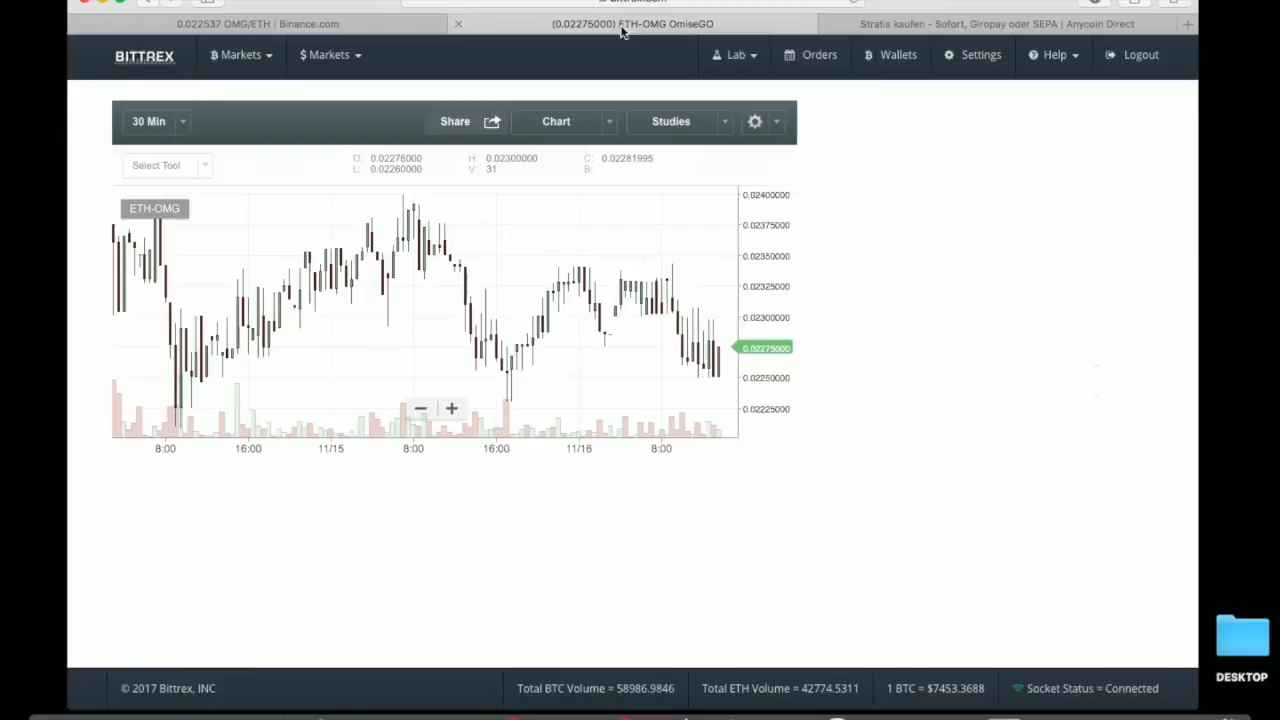 0.022537 OMG/ETH | Binance.com
(0.02275000) ETH-OMG OmiseGO
Stratis kaufen - Sofort, Giropay oder SEPA | Anycoin Direct
BITTREX
Markets
$ Markets
Lab
Orders
Wallets
Settings
Help
Logout
30 Min
Share
Chart
Studies
Select Tool
O: 0.02276000
H: 0.02300000
C: 0.02281995
L: 0.02260000
V: 31
B:
ETH-OMG
0.02400000
0.02375000
0.02350000
0.02325000
0.02300000
0.02275000
0.02250000
0.02225000
8:00
16:00
11/15
8:00
16:00
11/16
8:00
© 2017 Bittrex, INC
Total BTC Volume = 58986.9846
Total ETH Volume = 42774.5311
1 BTC = $7453.3688
Socket Status = Connected
DESKTOP